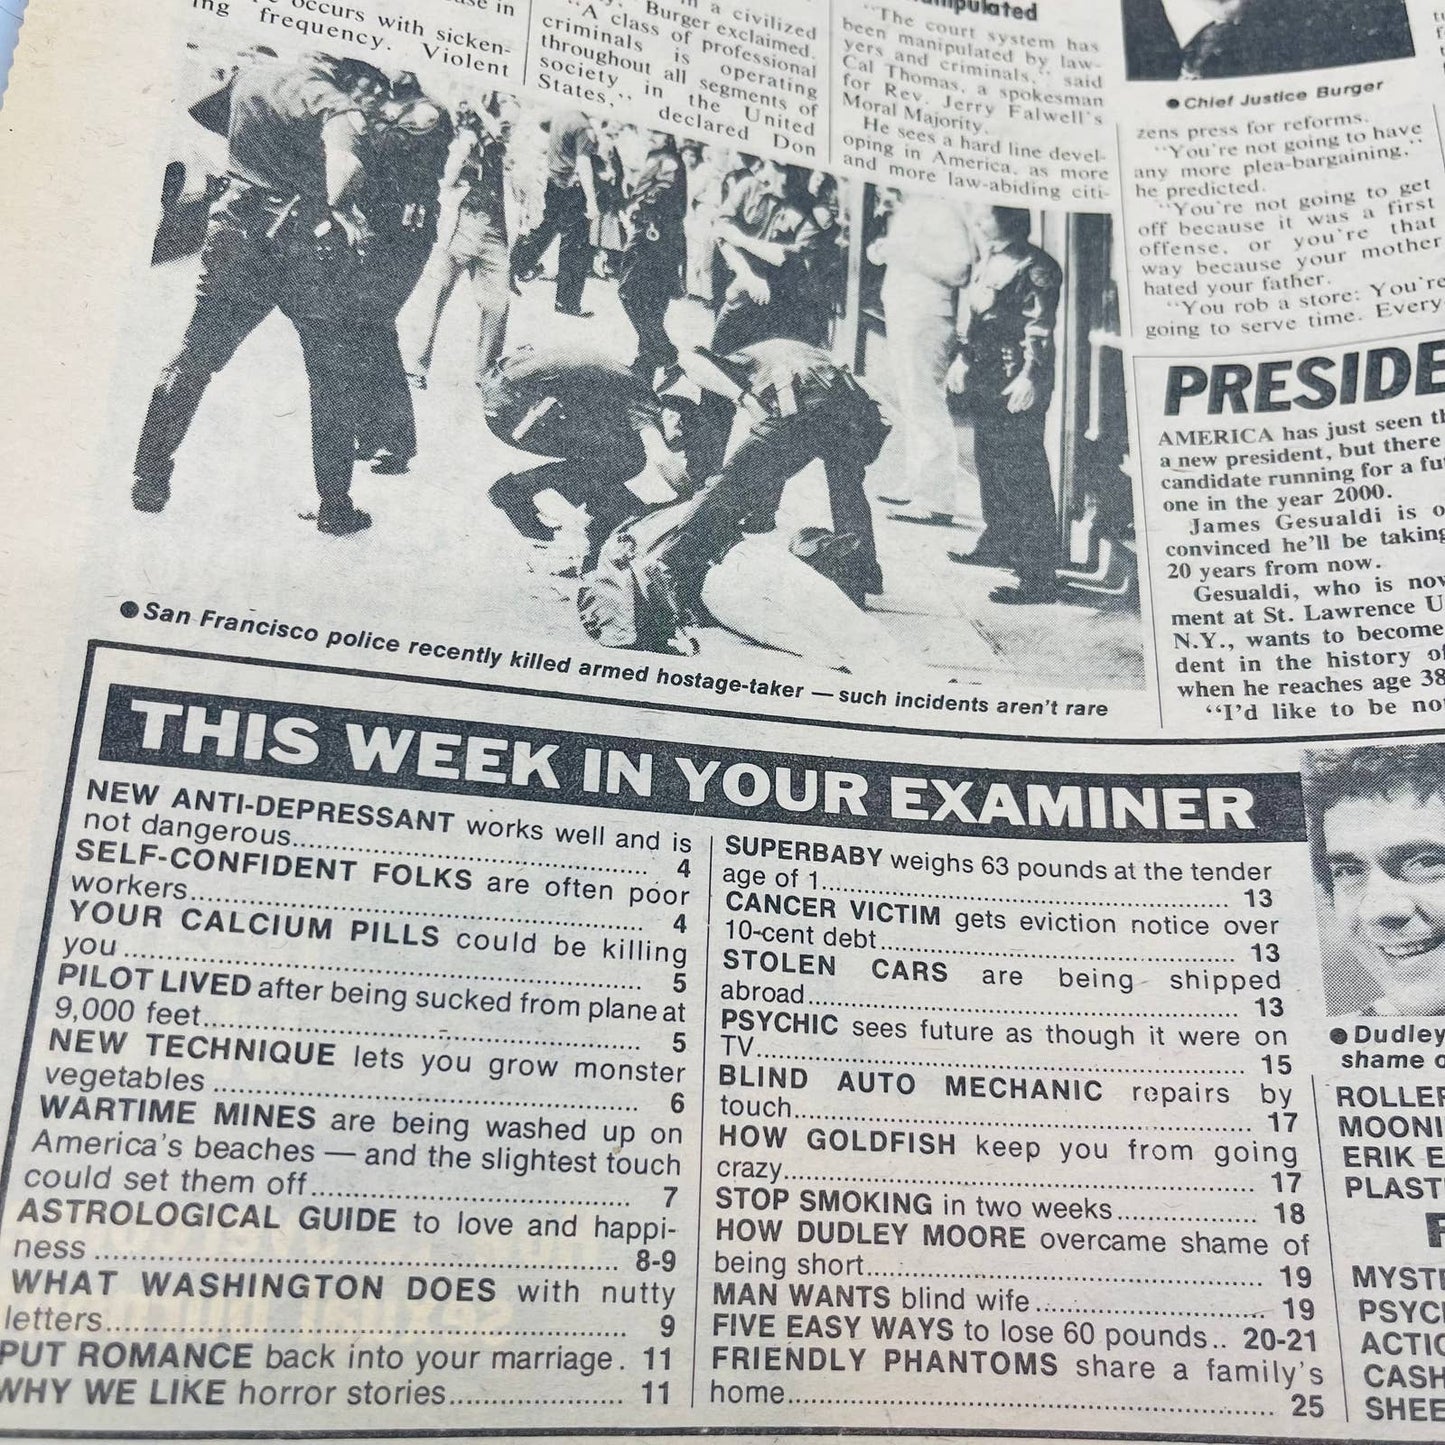 occurs with sicken-
ing frequency. Violent
in a civilized
Burger exclaimed.
"A class of professional
criminals is operating
throughout all segments of
society, in the United
States," declared Don
"The court system has
been manipulated by law-
yers and criminals," said
Cal Thomas, a spokesman
for Rev. Jerry Falwell's
Moral Majority.
He sees a hard line devel-
oping in America, as more
and more law-abiding citi-
●Chief Justice Burger
zens press for reforms.
"You're not going to have
any more plea-bargaining,"
he predicted.
"You're not going to get
off because it was a first
offense, or you're that
way because your mother
hated your father.
"You rob a store: You're
going to serve time. Every
●San Francisco police recently killed armed hostage-taker — such incidents aren't rare
PRESIDE
AMERICA has just seen
a new president, but there
candidate running for a
one in the year 2000.
James Gesualdi is
convinced he'll be taking
20 years from now.
Gesualdi, who is
ment at St. Lawrence
N.Y., wants to become
dent in the history
when he reaches age 38
"I'd like to be
THIS WEEK IN YOUR EXAMINER
NEW ANTI-DEPRESSANT works well and is
not dangerous.................... 4
SELF-CONFIDENT FOLKS are often poor
workers.................... 4
YOUR CALCIUM PILLS could be killing
you.................... 5
PILOT LIVED after being sucked from plane at
9,000 feet.................... 5
NEW TECHNIQUE lets you grow monster
vegetables.................... 6
WARTIME MINES are being washed up on
America's beaches — and the slightest touch
could set them off.................... 7
ASTROLOGICAL GUIDE to love and happi-
ness.................... 8-9
WHAT WASHINGTON DOES with nutty
letters.................... 9
PUT ROMANCE back into your marriage. 11
WHY WE LIKE horror stories.................... 11
SUPERBABY weighs 63 pounds at the tender
age of 1.................... 13
CANCER VICTIM gets eviction notice over
10-cent debt.................... 13
STOLEN CARS are being shipped
abroad.................... 13
PSYCHIC sees future as though it were on
TV.................... 15
BLIND AUTO MECHANIC repairs by
touch.................... 17
HOW GOLDFISH keep you from going
crazy.................... 17
STOP SMOKING in two weeks.................... 18
HOW DUDLEY MOORE overcame shame of
being short.................... 19
MAN WANTS blind wife.................... 19
FIVE EASY WAYS to lose 60 pounds.. 20-21
FRIENDLY PHANTOMS share a family's
home.................... 25
●Dudley
shame
ROLLER
MOONI
ERIK E
PLAST
MYST
PSYC
ACTIO
CASH
SHEE